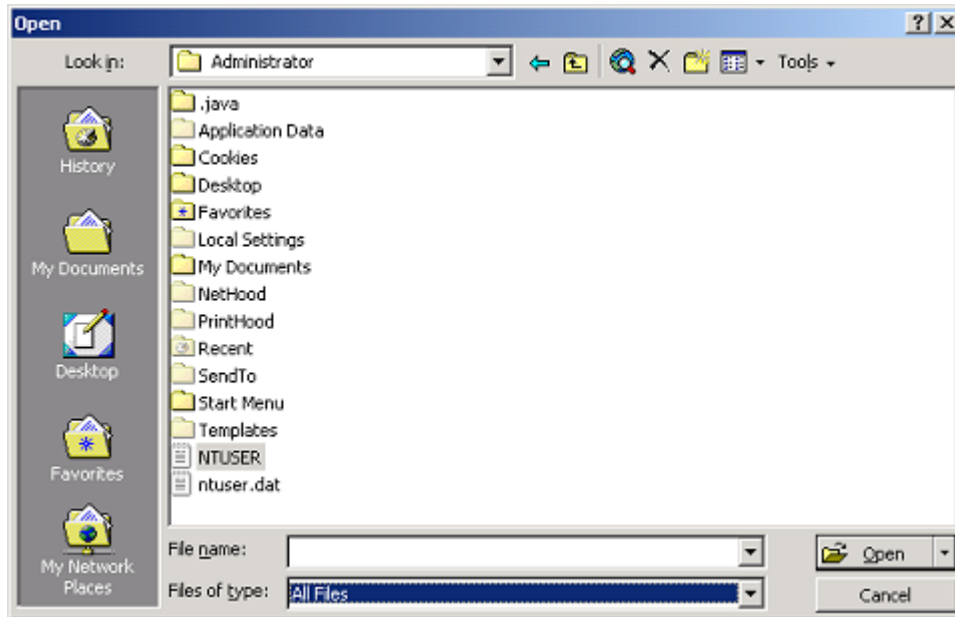 Open
Look in:
Administrator
Tools
History
My Documents
Desktop
Favorites
My Network
Places
.java
Application Data
Cookies
Desktop
Favorites
Local Settings
My Documents
NetHood
PrintHood
Recent
SendTo
Start Menu
Templates
NTUSER
ntuser.dat
File name:
Open
Files of type:
All Files
Cancel